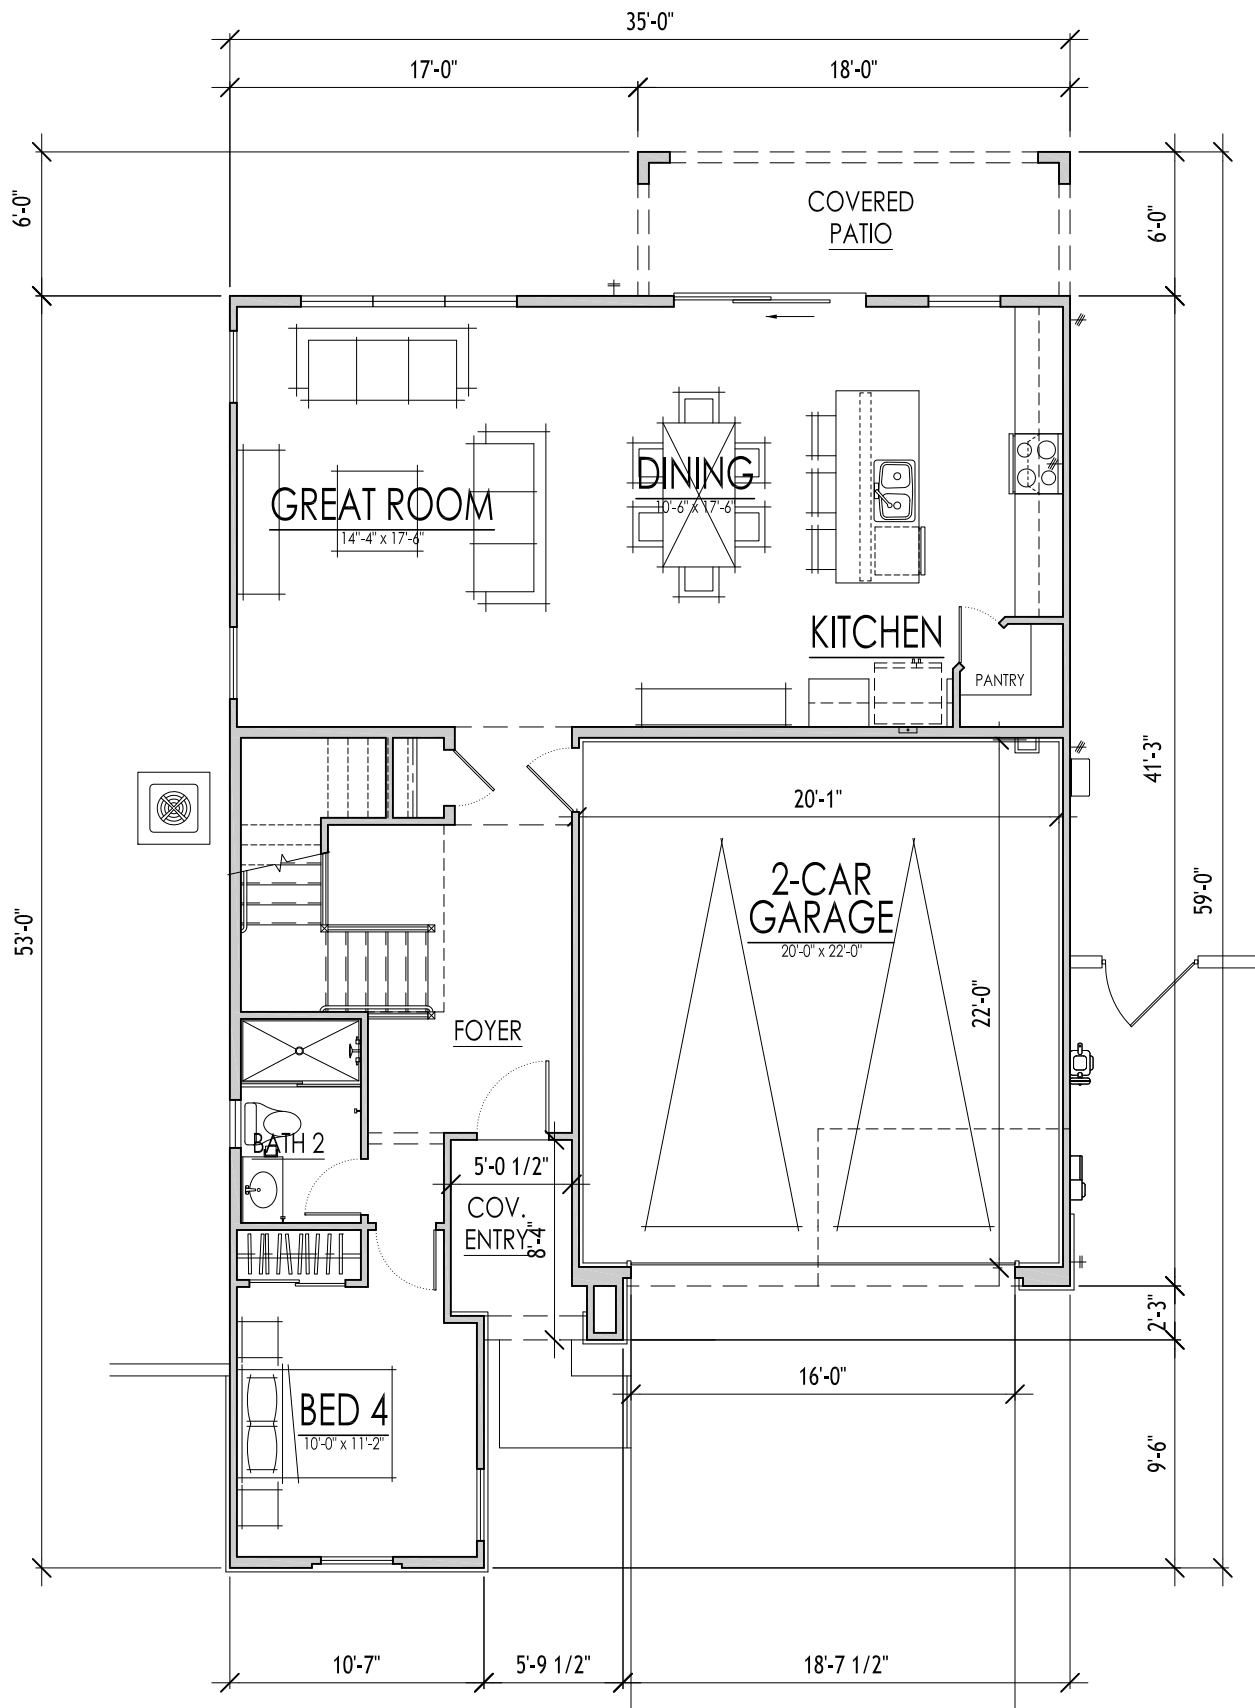 35'-0"
17'-0"
18'-0"
6'-0"
COVERED
PATIO
6'-0"
DINING
10'-6" x 17'-6"
GREAT ROOM
14"-4" x 17'-6"
KITCHEN
PANTRY
41'-3"
20'-1"
2-CAR
GARAGE
20'-0" x 22'-0"
59'-0"
53'-0"
22'-0"
FOYER
BATH 2
5'-0 1/2"
COV.
ENTRY
8'-4"
2'-3"
16'-0"
BED 4
10'-0" x 11'-2"
9'-6"
10'-7"
5'-9 1/2"
18'-7 1/2"